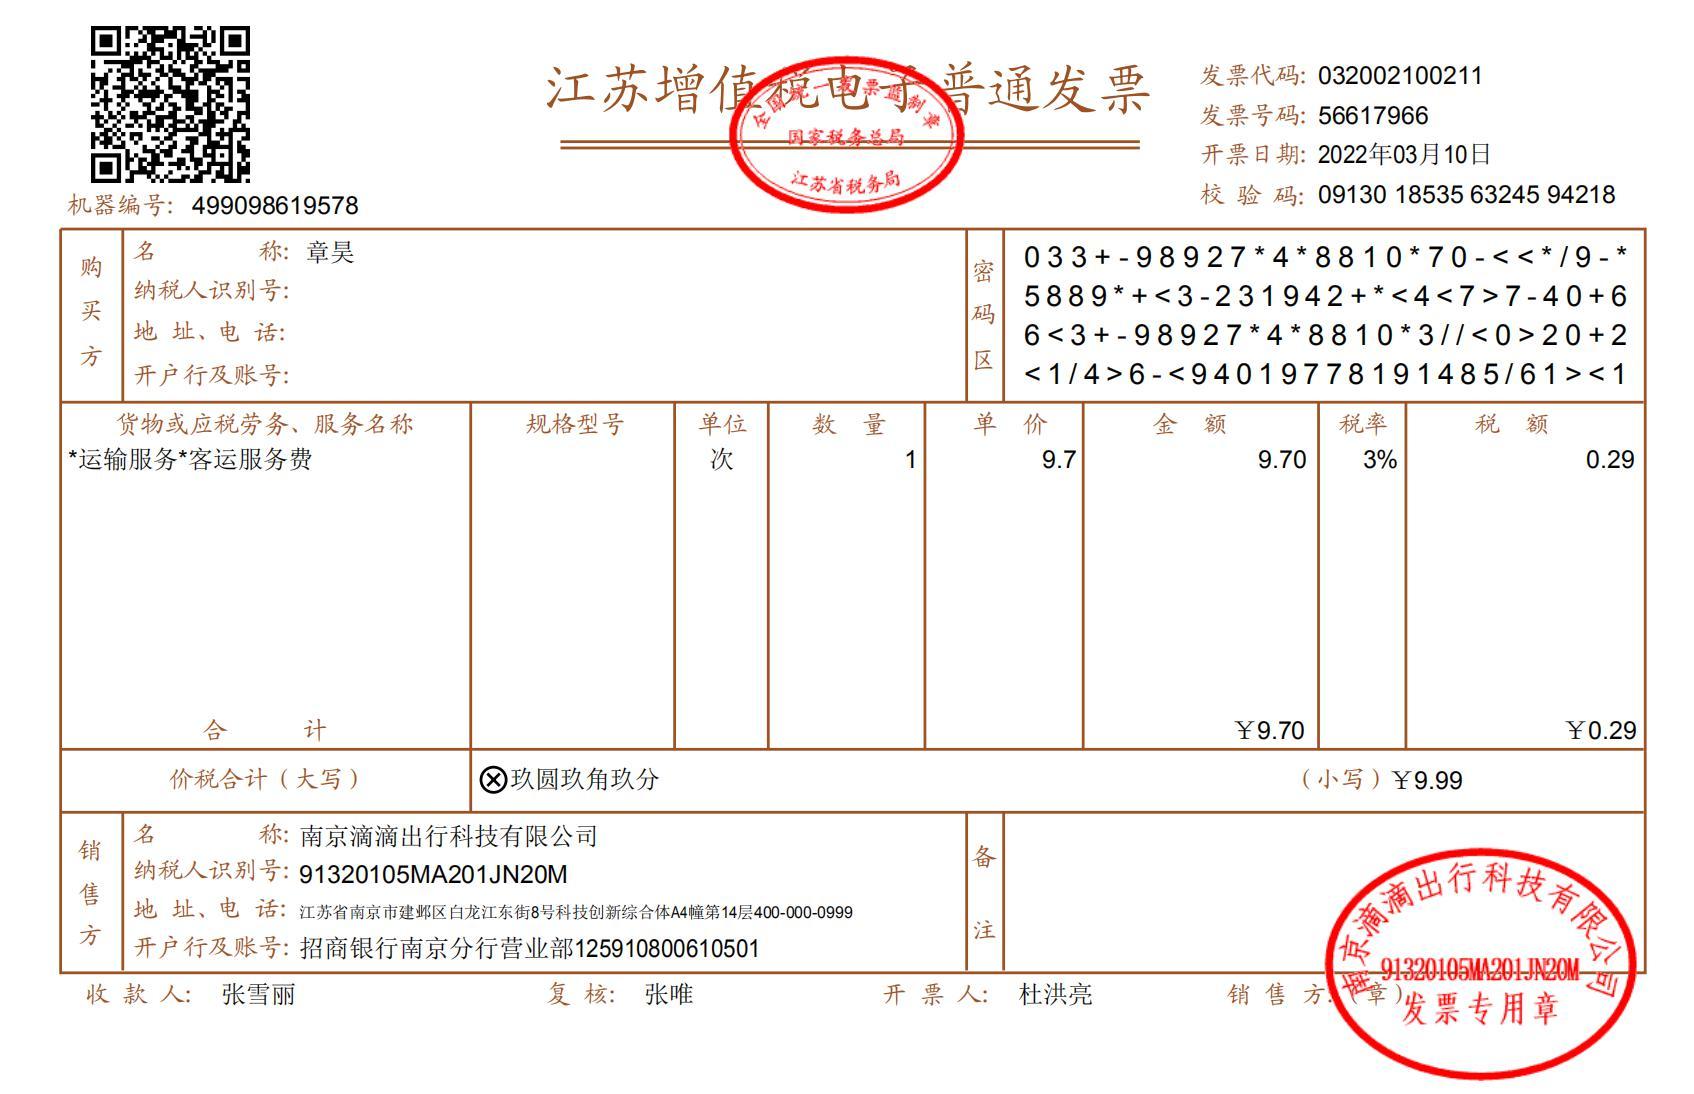 江苏增值税电子普通发票
全国统一发票监制章
国家税务总局
江苏省税务局
发票代码: 032002100211
发票号码: 56617966
开票日期: 2022年03月10日
校 验 码: 09130 18535 63245 94218
机器编号: 499098619578
购买方
名 称: 章昊
纳税人识别号:
地 址、电 话:
开户行及账号:
密码区
033+-98927*4*8810*70-<<*/9-*
5889*+<3-231942+*<4<7>7-40+6
6<3+-98927*4*8810*3//<0>20+2
<1/4>6-<94019778191485/61><1
货物或应税劳务、服务名称 规格型号 单位 数 量 单 价 金 额 税率 税 额
*运输服务*客运服务费 次 1 9.7 9.70 3% 0.29
合 计 ¥9.70 ¥0.29
价税合计（大写） ⊗玖圆玖角玖分 （小写）¥9.99
销售方
名 称: 南京滴滴出行科技有限公司
纳税人识别号: 91320105MA201JN20M
地 址、电 话: 江苏省南京市建邺区白龙江东街8号科技创新综合体A4幢第14层400-000-0999
开户行及账号: 招商银行南京分行营业部125910800610501
备注
收 款 人: 张雪丽 复 核: 张唯 开 票 人: 杜洪亮 销 售 方:（章）
南京滴滴出行科技有限公司
91320105MA201JN20M
发票专用章